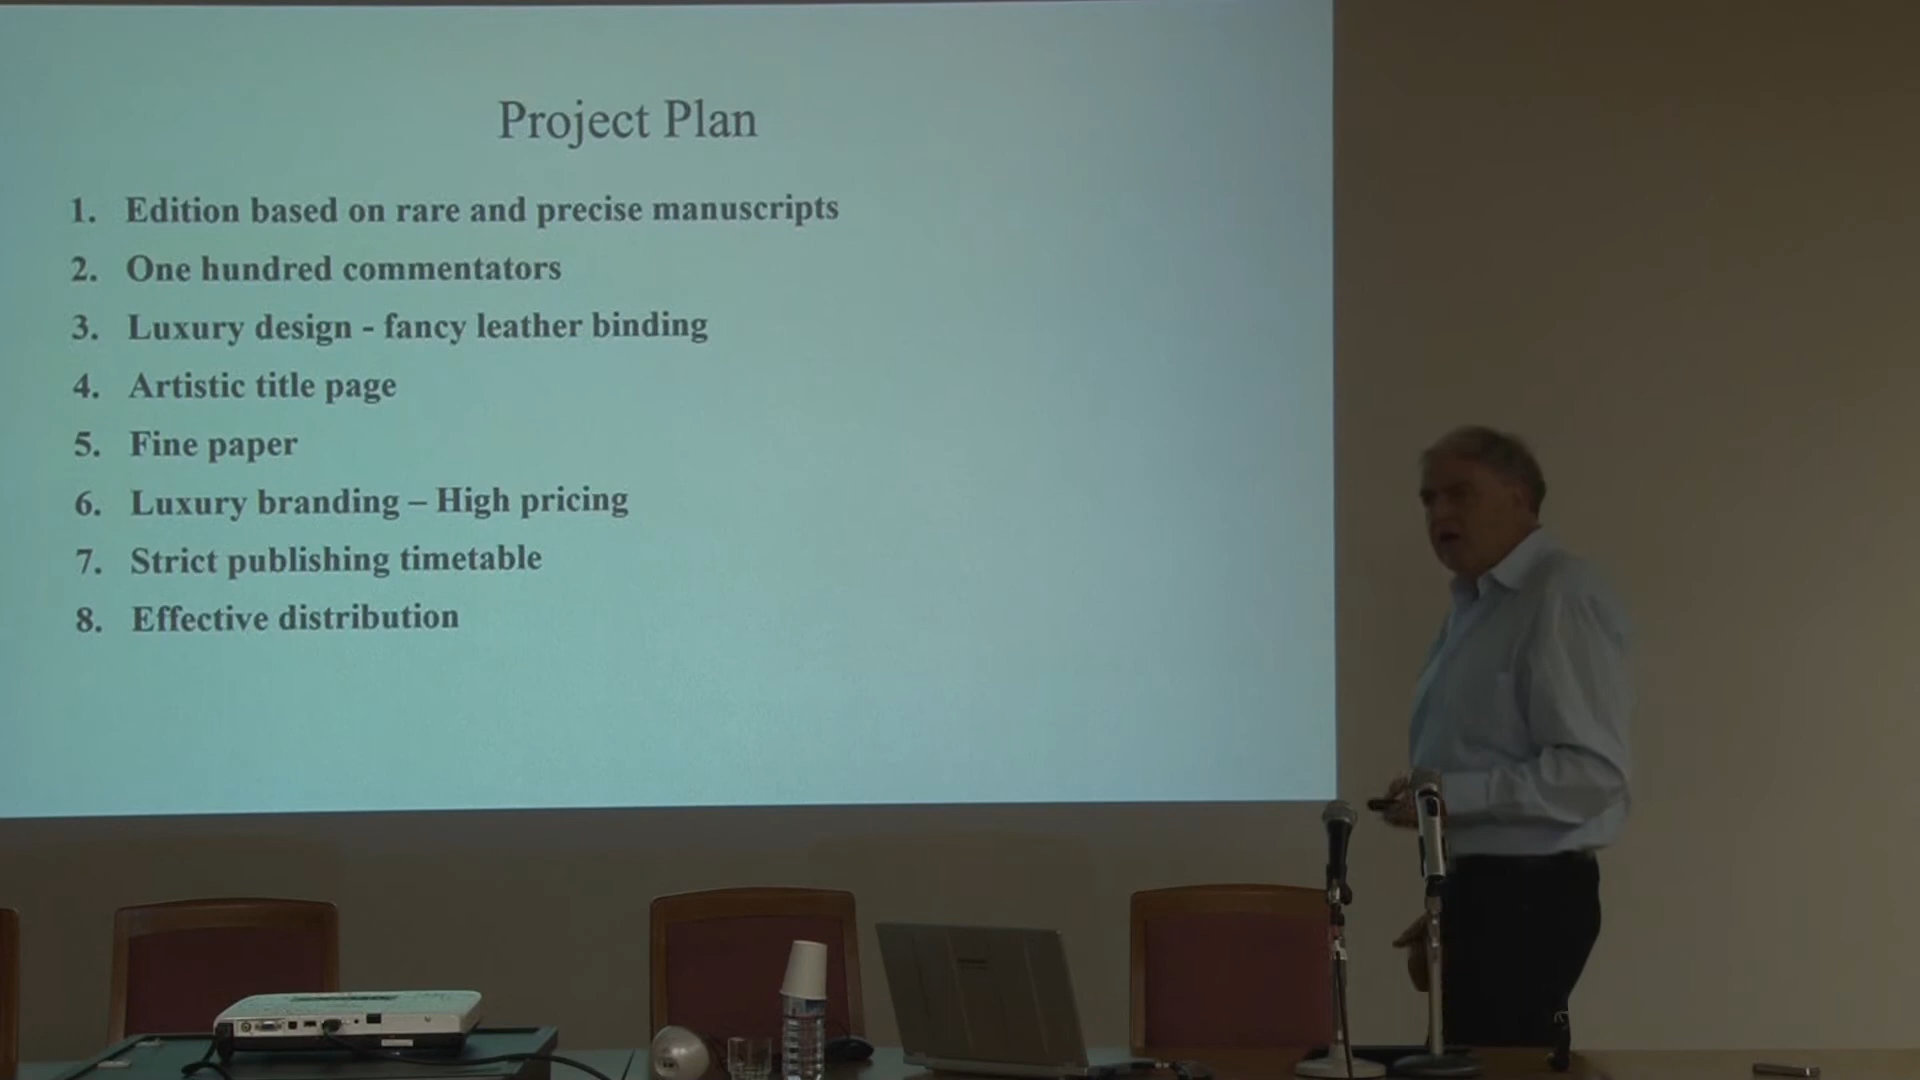 Project Plan
1. Edition based on rare and precise manuscripts
2. One hundred commentators
3. Luxury design - fancy leather binding
4. Artistic title page
5. Fine paper
6. Luxury branding – High pricing
7. Strict publishing timetable
8. Effective distribution